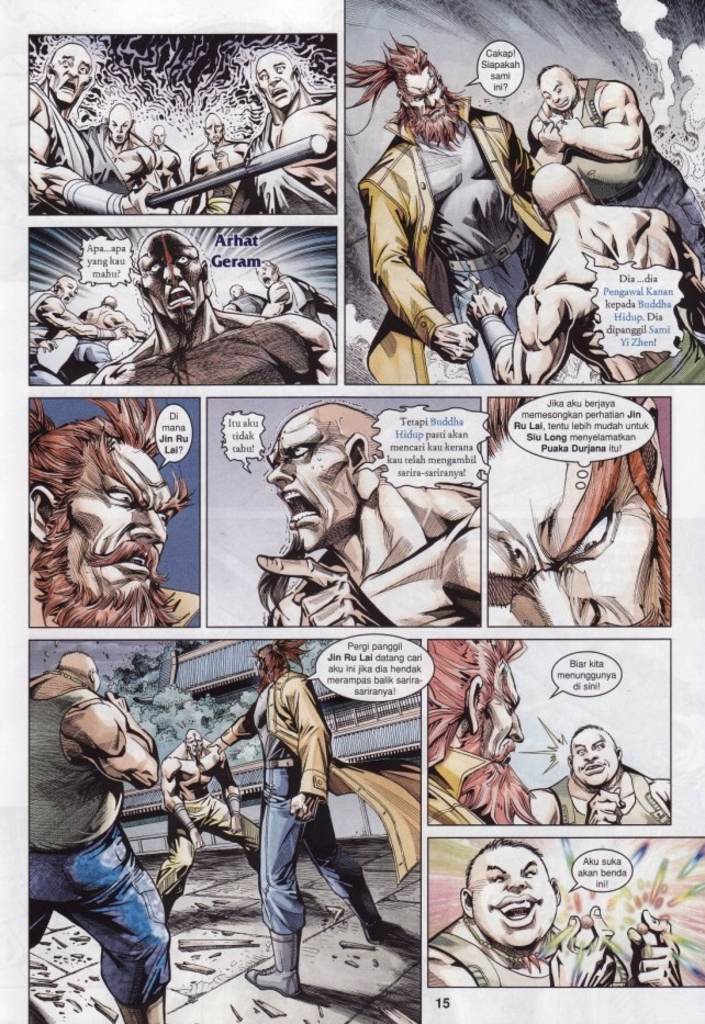 Apa...apa
yang kau
mahu?
Arhat
Geram
Cakap!
Siapakah
sami
ini?
Dia ...dia
Pengawal Kanan
kepada Buddha
Hidup. Dia
dipanggil Sami
Yi Zhen!
Di
mana
Jin Ru
Lai?
Itu aku
tidak
tahu!
Tetapi Buddha
Hidup pasti akan
mencari kau kerana
kau telah mengambil
sarira-sariranya!
Jika aku berjaya
memesongkan perhatian Jin
Ru Lai, tentu lebih mudah untuk
Siu Long menyelamatkan
Puaka Durjana itu!
Pergi panggil
Jin Ru Lai datang cari
aku ini jika dia hendak
merampas balik sarira-
sariranya!
Biar kita
menunggunya
di sini!
Aku suka
akan benda
ini!
15